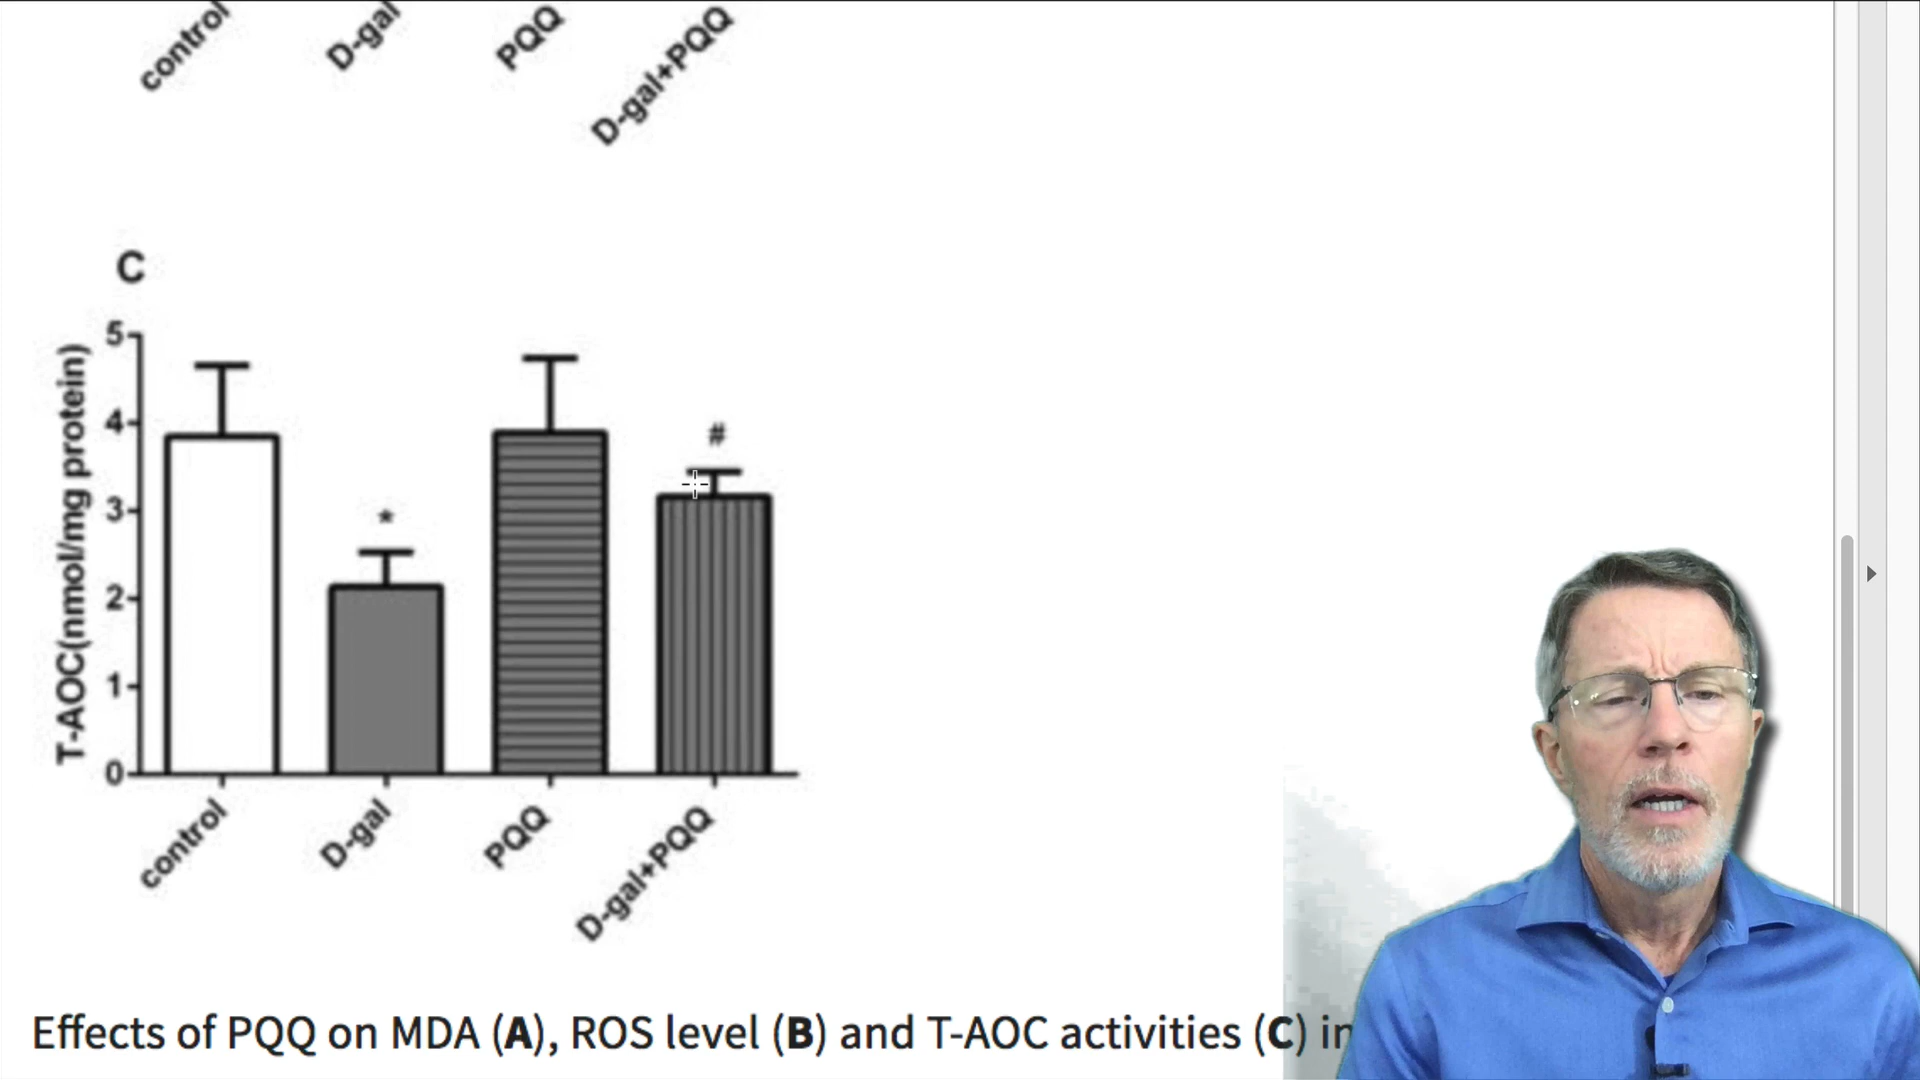 control
D-gal
PQQ
D-gal+PQQ
C
T-AOC(nmol/mg protein)
5
4
3
2
1
0
*
#
control
D-gal
PQQ
D-gal+PQQ
Effects of PQQ on MDA (A), ROS level (B) and T-AOC activities (C) in